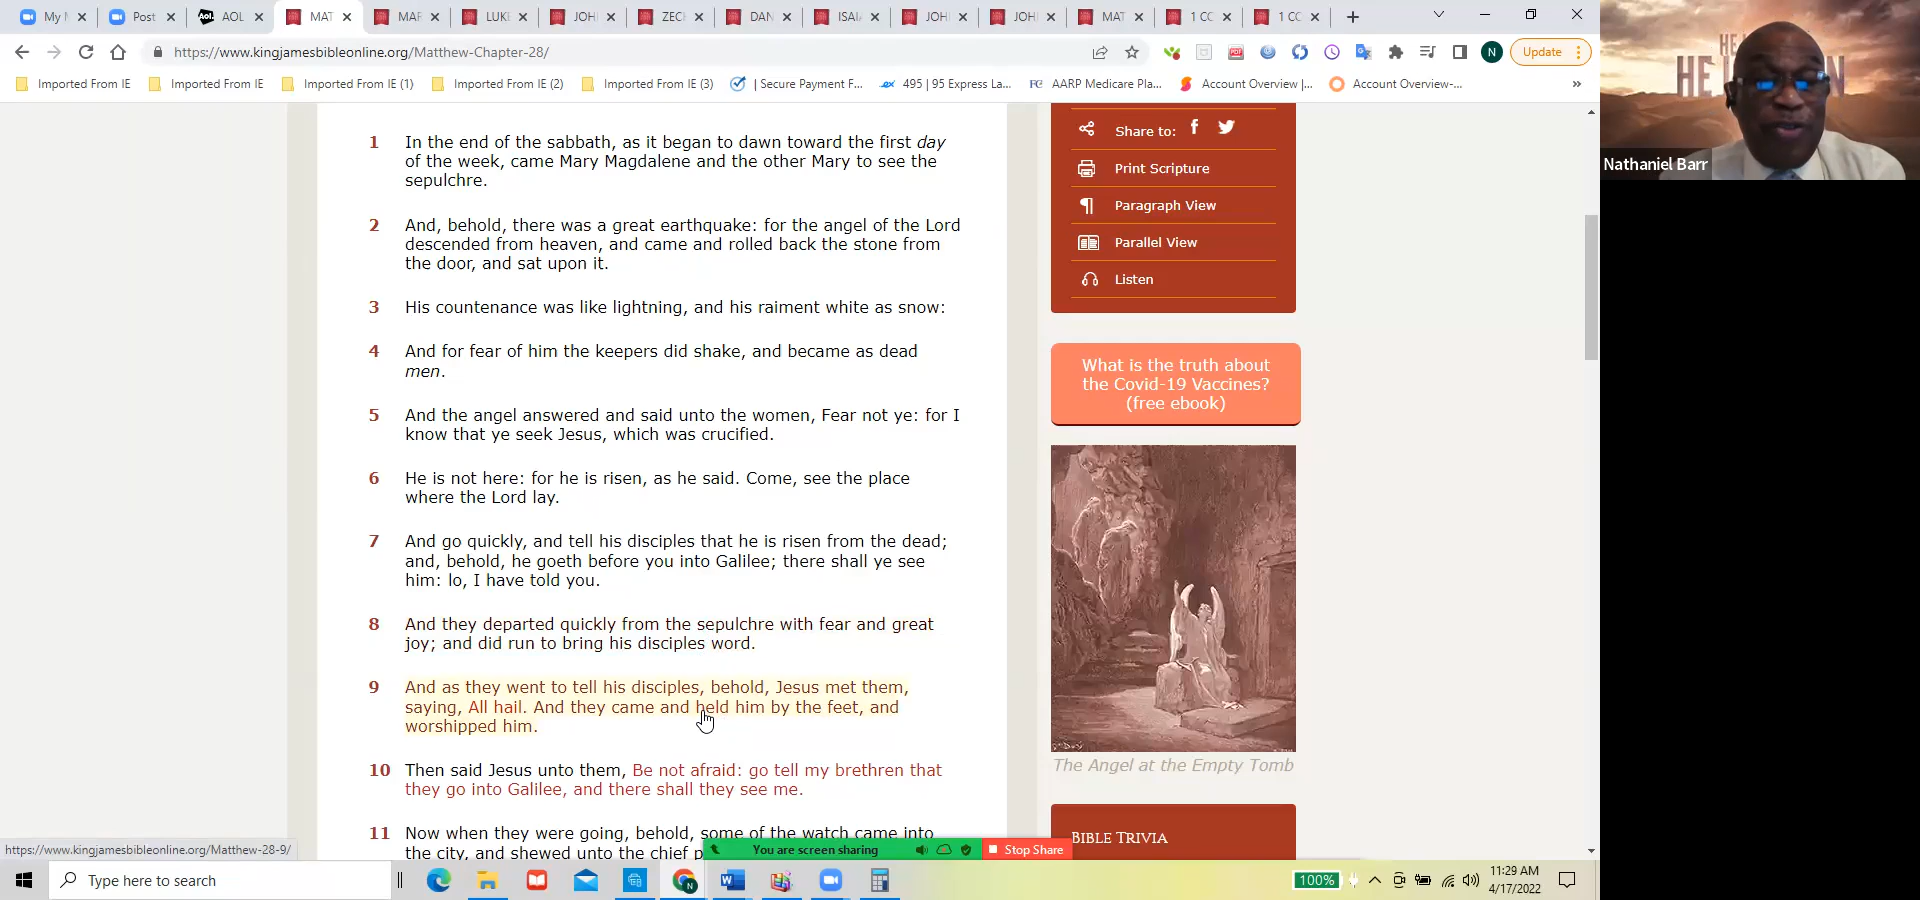 My M
Post
Aol.
AOL
MAT
MAR
LUKE
JOH
ZECH
DAN
ISAIA
JOH
JOH
MAT
1 CO
1 CO
https://www.kingjamesbibleonline.org/Matthew-Chapter-28/
N
Update
Imported From IE
Imported From IE
Imported From IE (1)
Imported From IE (2)
Imported From IE (3)
| Secure Payment F...
495 | 95 Express La...
AARP Medicare Pla...
Account Overview |...
Account Overview-...
»
1 In the end of the sabbath, as it began to dawn toward the first day
of the week, came Mary Magdalene and the other Mary to see the
sepulchre.
2 And, behold, there was a great earthquake: for the angel of the Lord
descended from heaven, and came and rolled back the stone from
the door, and sat upon it.
3 His countenance was like lightning, and his raiment white as snow:
4 And for fear of him the keepers did shake, and became as dead
men.
5 And the angel answered and said unto the women, Fear not ye: for I
know that ye seek Jesus, which was crucified.
6 He is not here: for he is risen, as he said. Come, see the place
where the Lord lay.
7 And go quickly, and tell his disciples that he is risen from the dead;
and, behold, he goeth before you into Galilee; there shall ye see
him: lo, I have told you.
8 And they departed quickly from the sepulchre with fear and great
joy; and did run to bring his disciples word.
9 And as they went to tell his disciples, behold, Jesus met them,
saying, All hail. And they came and held him by the feet, and
worshipped him.
10 Then said Jesus unto them, Be not afraid: go tell my brethren that
they go into Galilee, and there shall they see me.
11 Now when they were going, behold, some of the watch came into
the city, and shewed unto the chief p
Share to:
Print Scripture
Paragraph View
Parallel View
Listen
What is the truth about
the Covid-19 Vaccines?
(free ebook)
The Angel at the Empty Tomb
BIBLE TRIVIA
Nathaniel Barr
https://www.kingjamesbibleonline.org/Matthew-28-9/
You are screen sharing
Stop Share
Type here to search
100%
11:29 AM
4/17/2022